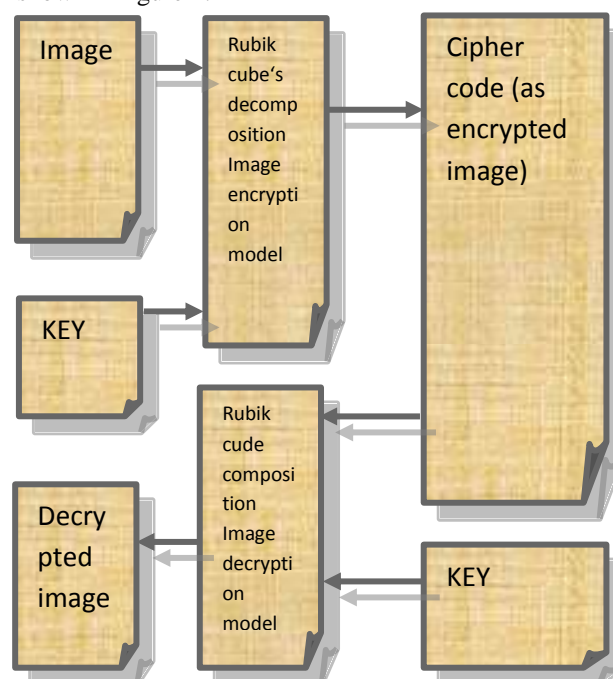 Image
Rubik
cube‘s
decomp
osition
Image
encrypti
on
model
Cipher
code (as
encrypted
image)
KEY
Rubik
cude
composi
tion
Image
decrypti
on
model
Decry
pted
image
KEY